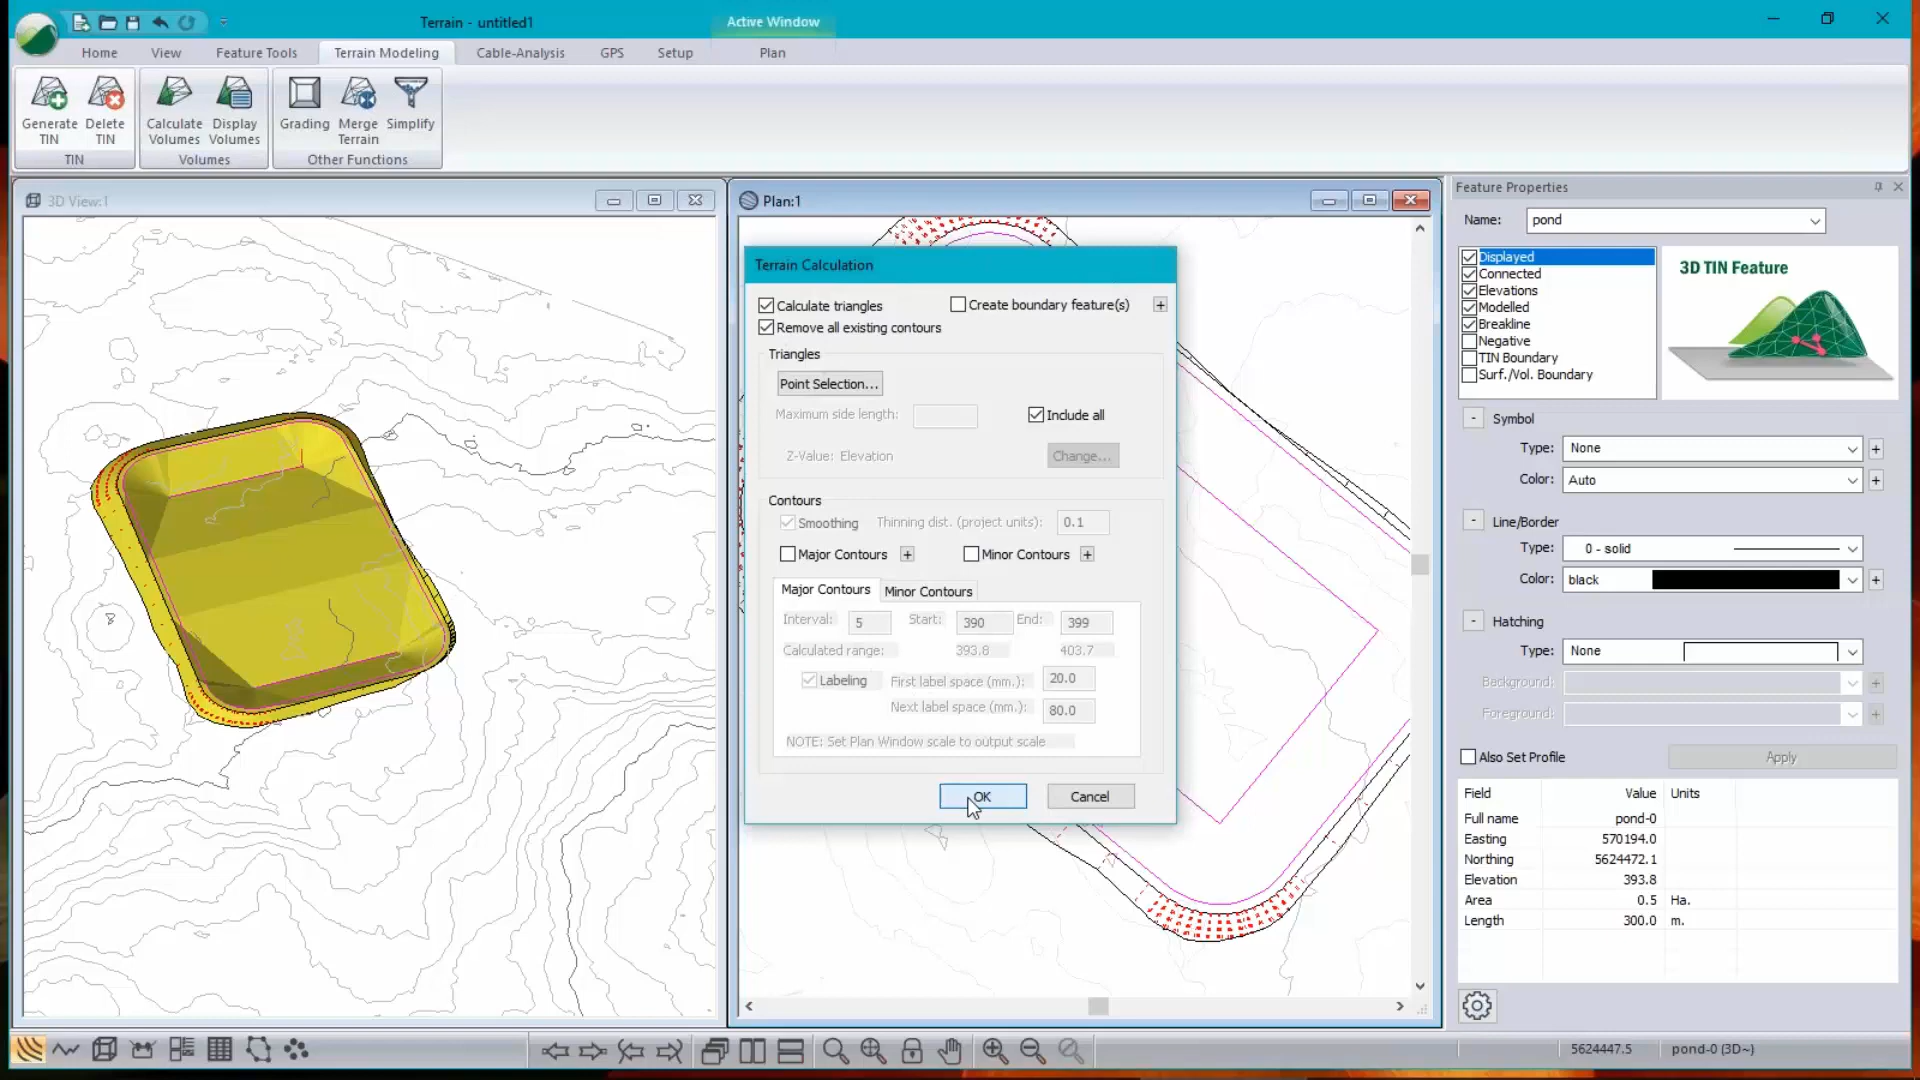 Terrain - untitled1
Active Window
Home
View
Feature Tools
Terrain Modeling
Cable-Analysis
GPS
Setup
Plan
Generate TIN
Delete TIN
Calculate Volumes
Display Volumes
Grading
Merge Terrain
Simplify
TIN
Volumes
Other Functions
3D View:1
Plan:1
Terrain Calculation
Calculate triangles
Create boundary feature(s)
+
Remove all existing contours
Triangles
Point Selection...
Maximum side length:
Include all
Z-Value: Elevation
Change...
Contours
Smoothing
Thinning dist. (project units):
0.1
Major Contours
+
Minor Contours
+
Major Contours
Minor Contours
Interval:
5
Start:
390
End:
399
Calculated range:
393.8
403.7
Labeling
First label space (mm.):
20.0
Next label space (mm.):
80.0
NOTE: Set Plan Window scale to output scale
OK
Cancel
Feature Properties
Name:
pond
Displayed
Connected
Elevations
Modelled
Breakline
Negative
TIN Boundary
Surf./Vol. Boundary
3D TIN Feature
-
Symbol
Type:
None
+
Color:
Auto
+
-
Line/Border
Type:
0 - solid
Color:
black
+
-
Hatching
Type:
None
Background:
+
Foreground:
+
Also Set Profile
Apply
Field Value Units
Full name pond-0
Easting 570194.0
Northing 5624472.1
Elevation 393.8
Area 0.5 Ha.
Length 300.0 m.
5624447.5
pond-0 (3D~)